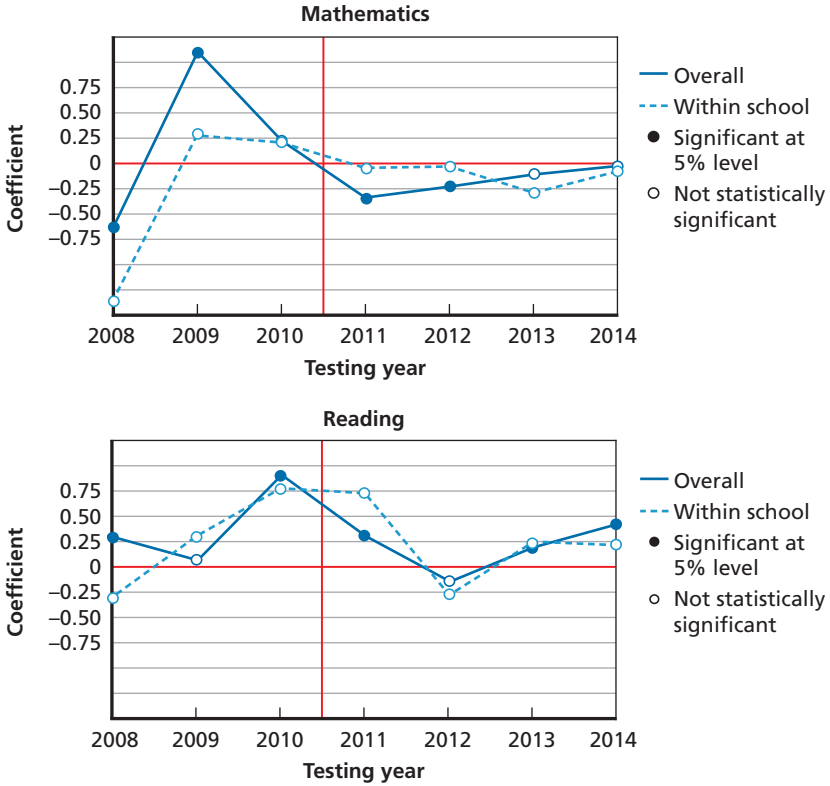 Mathematics
Coefficient
0.75
0.50
0.25
0
−0.25
−0.50
−0.75
2008 2009 2010 2011 2012 2013 2014
Testing year
Overall
Within school
Significant at
5% level
Not statistically
significant
Reading
Coefficient
0.75
0.50
0.25
0
−0.25
−0.50
−0.75
2008 2009 2010 2011 2012 2013 2014
Testing year
Overall
Within school
Significant at
5% level
Not statistically
significant